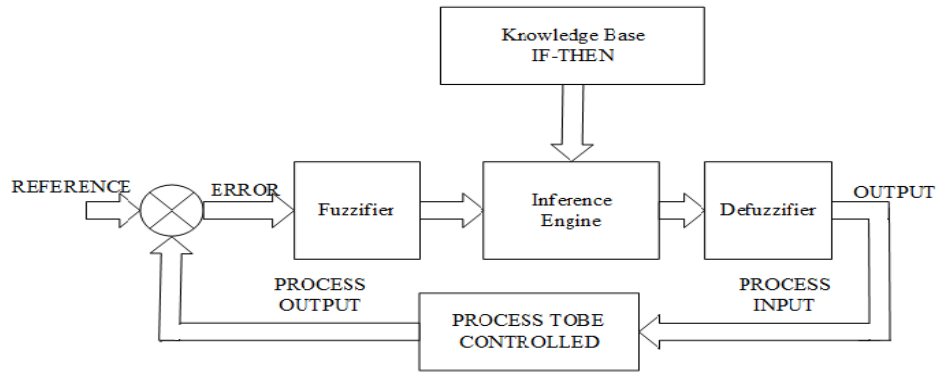 Knowledge Base
IF-THEN
REFERENCE
ERROR
Fuzzifier
Inference
Engine
Defuzzifier
OUTPUT
PROCESS
OUTPUT
PROCESS
INPUT
PROCESS TOBE
CONTROLLED